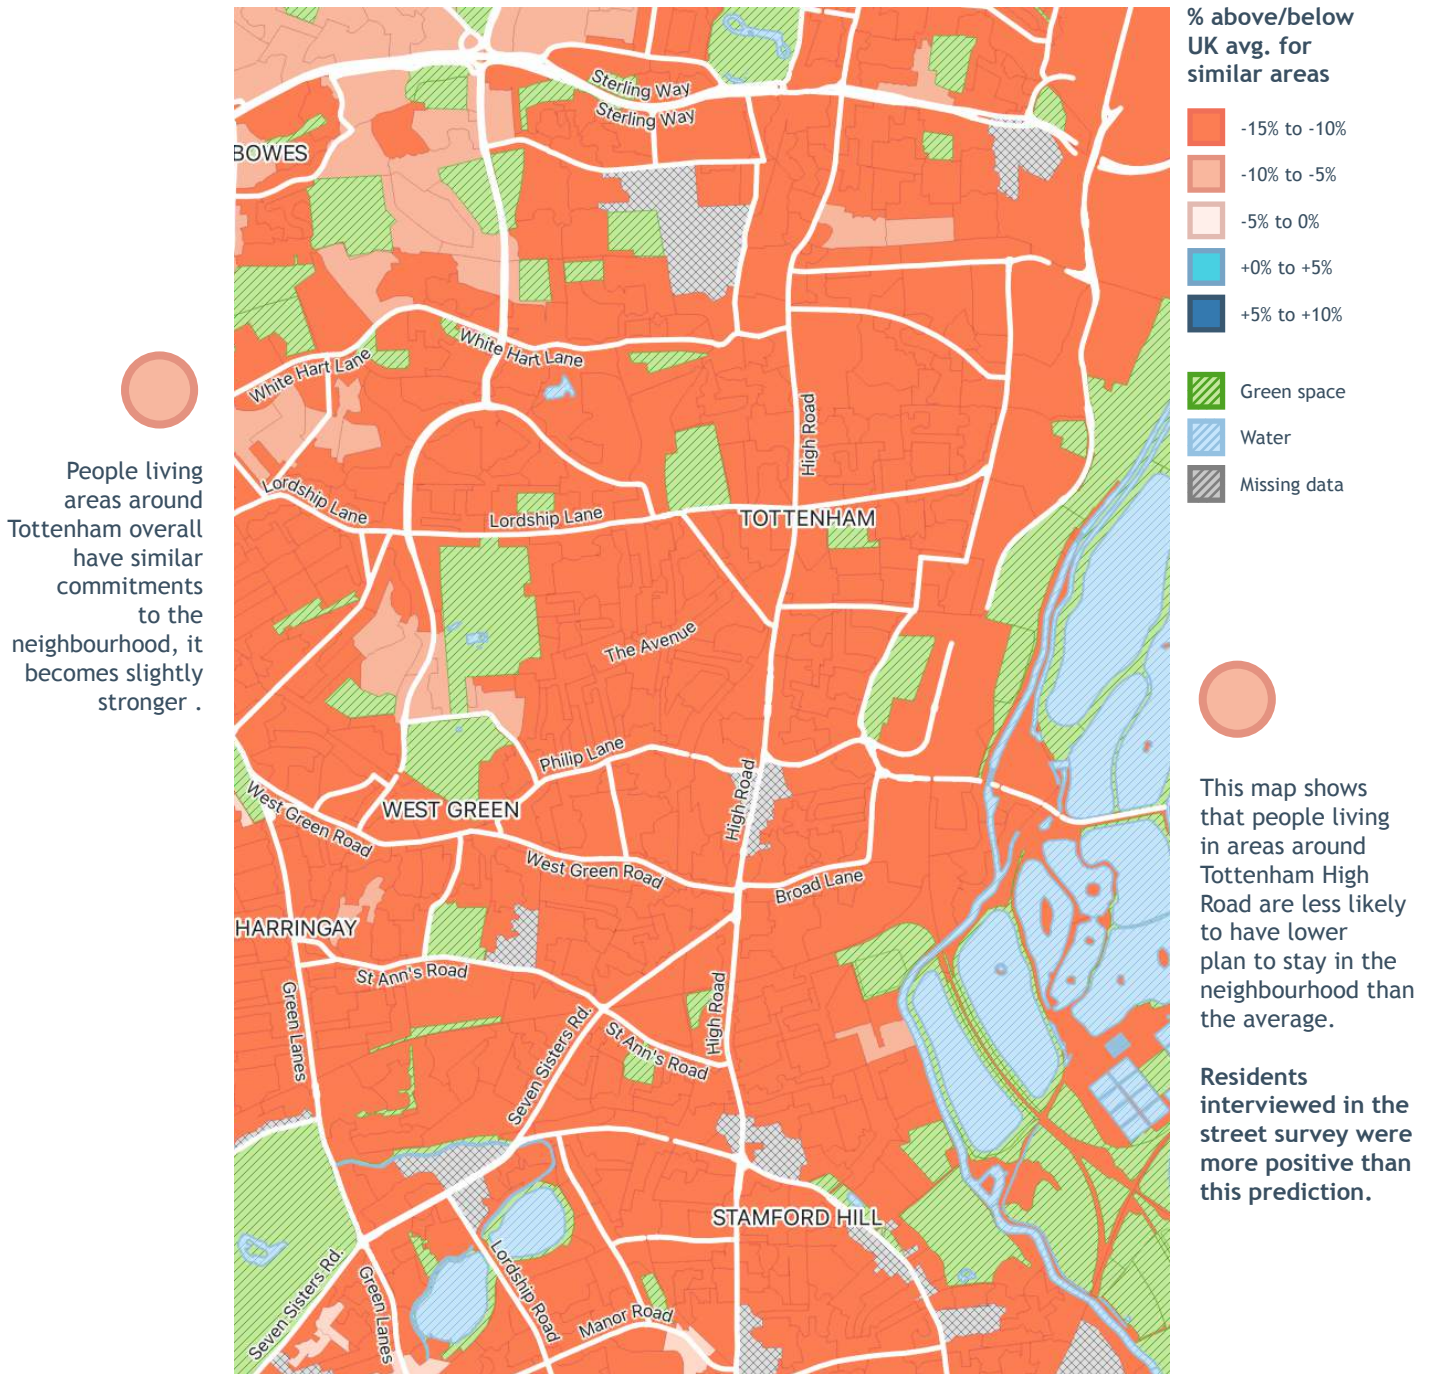 People living
areas around
Tottenham overall
have similar
commitments
to the
neighbourhood, it
becomes slightly
stronger .
Sterling Way
Sterling Way
BOWES
White Hart Lane
White Hart Lane
High Road
Lordship Lane
Lordship Lane
TOTTENHAM
The Avenue
Philip Lane
High Road
West Green Road
WEST GREEN
West Green Road
Broad Lane
HARRINGAY
St Ann's Road
Green Lanes
High Road
Seven Sisters Rd.
St Ann's Road
STAMFORD HILL
Seven Sisters Rd.
Green Lanes
Lordship Road
Manor Road
% above/below
UK avg. for
similar areas
-15% to -10%
-10% to -5%
-5% to 0%
+0% to +5%
+5% to +10%
Green space
Water
Missing data
This map shows
that people living
in areas around
Tottenham High
Road are less likely
to have lower
plan to stay in the
neighbourhood than
the average.
Residents
interviewed in the
street survey were
more positive than
this prediction.